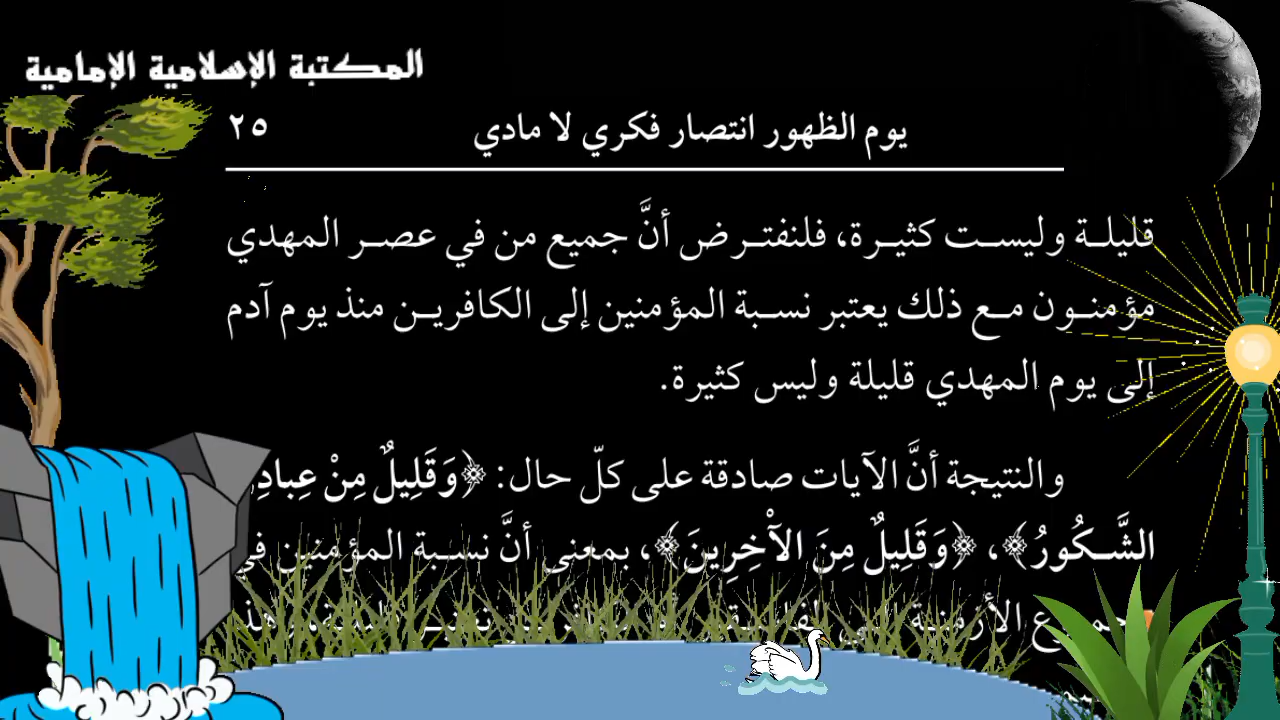 المكتبة الإسلامية الإمامية
يوم الظهور انتصار فكري لا مادي ٢٥
قليلة وليست كثيرة، فلنفترض أنَّ جميع من في عصر المهدي
مؤمنون مع ذلك يعتبر نسبة المؤمنين إلى الكافرين منذ يوم آدم
إلى يوم المهدي قليلة وليس كثيرة.
والنتيجة أنَّ الآيات صادقة على كلّ حال: ﴿وَقَلِيلٌ مِنْ
الشَّكُورُ﴾، ﴿وَقَلِيلٌ مِنَ الآخِرِينَ﴾، بمعنى أنَّ نسبة المؤمنين في
الأزمنة